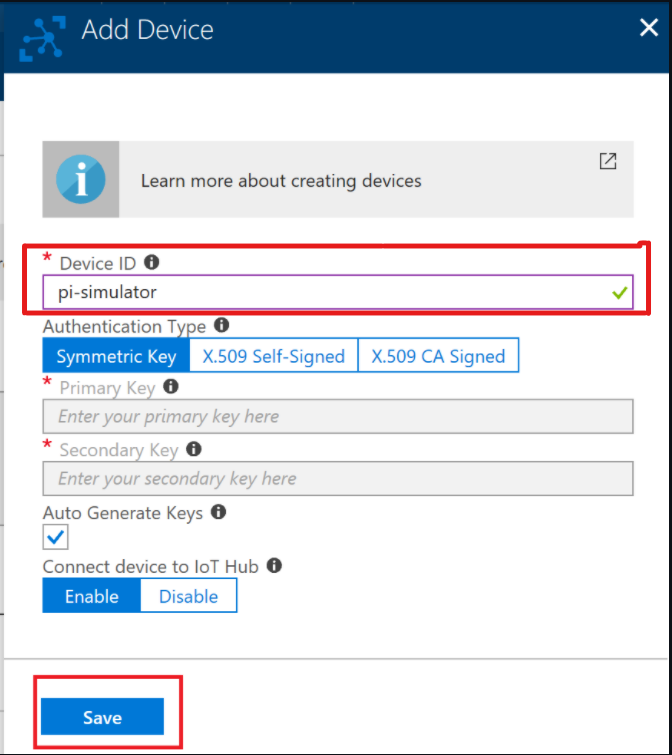 Add Device
Learn more about creating devices
* Device ID
pi-simulator
Authentication Type
Symmetric Key X.509 Self-Signed X.509 CA Signed
* Primary Key
Enter your primary key here
* Secondary Key
Enter your secondary key here
Auto Generate Keys
Connect device to IoT Hub
Enable Disable
Save